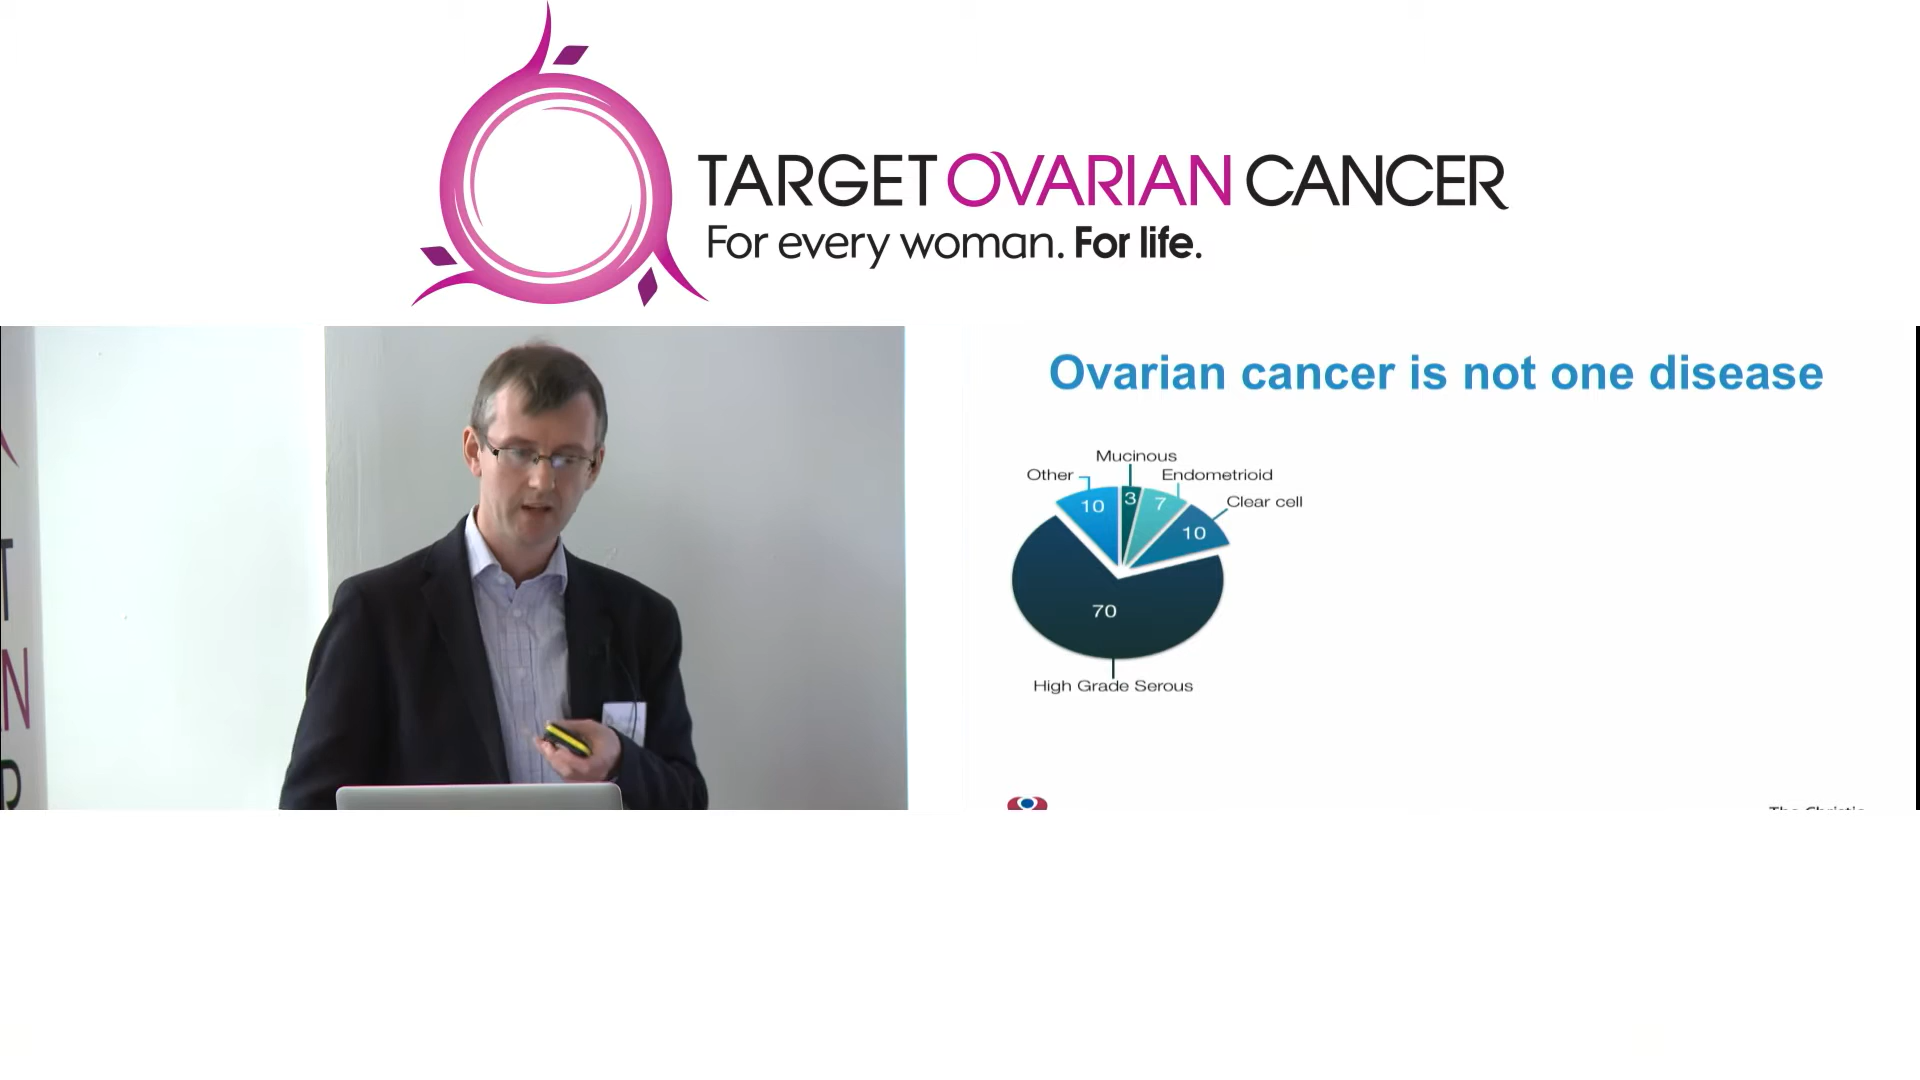 TARGET OVARIAN CANCER
For every woman. For life.
Ovarian cancer is not one disease
Mucinous
Other
Endometrioid
Clear cell
10
3
7
10
70
High Grade Serous
T
N